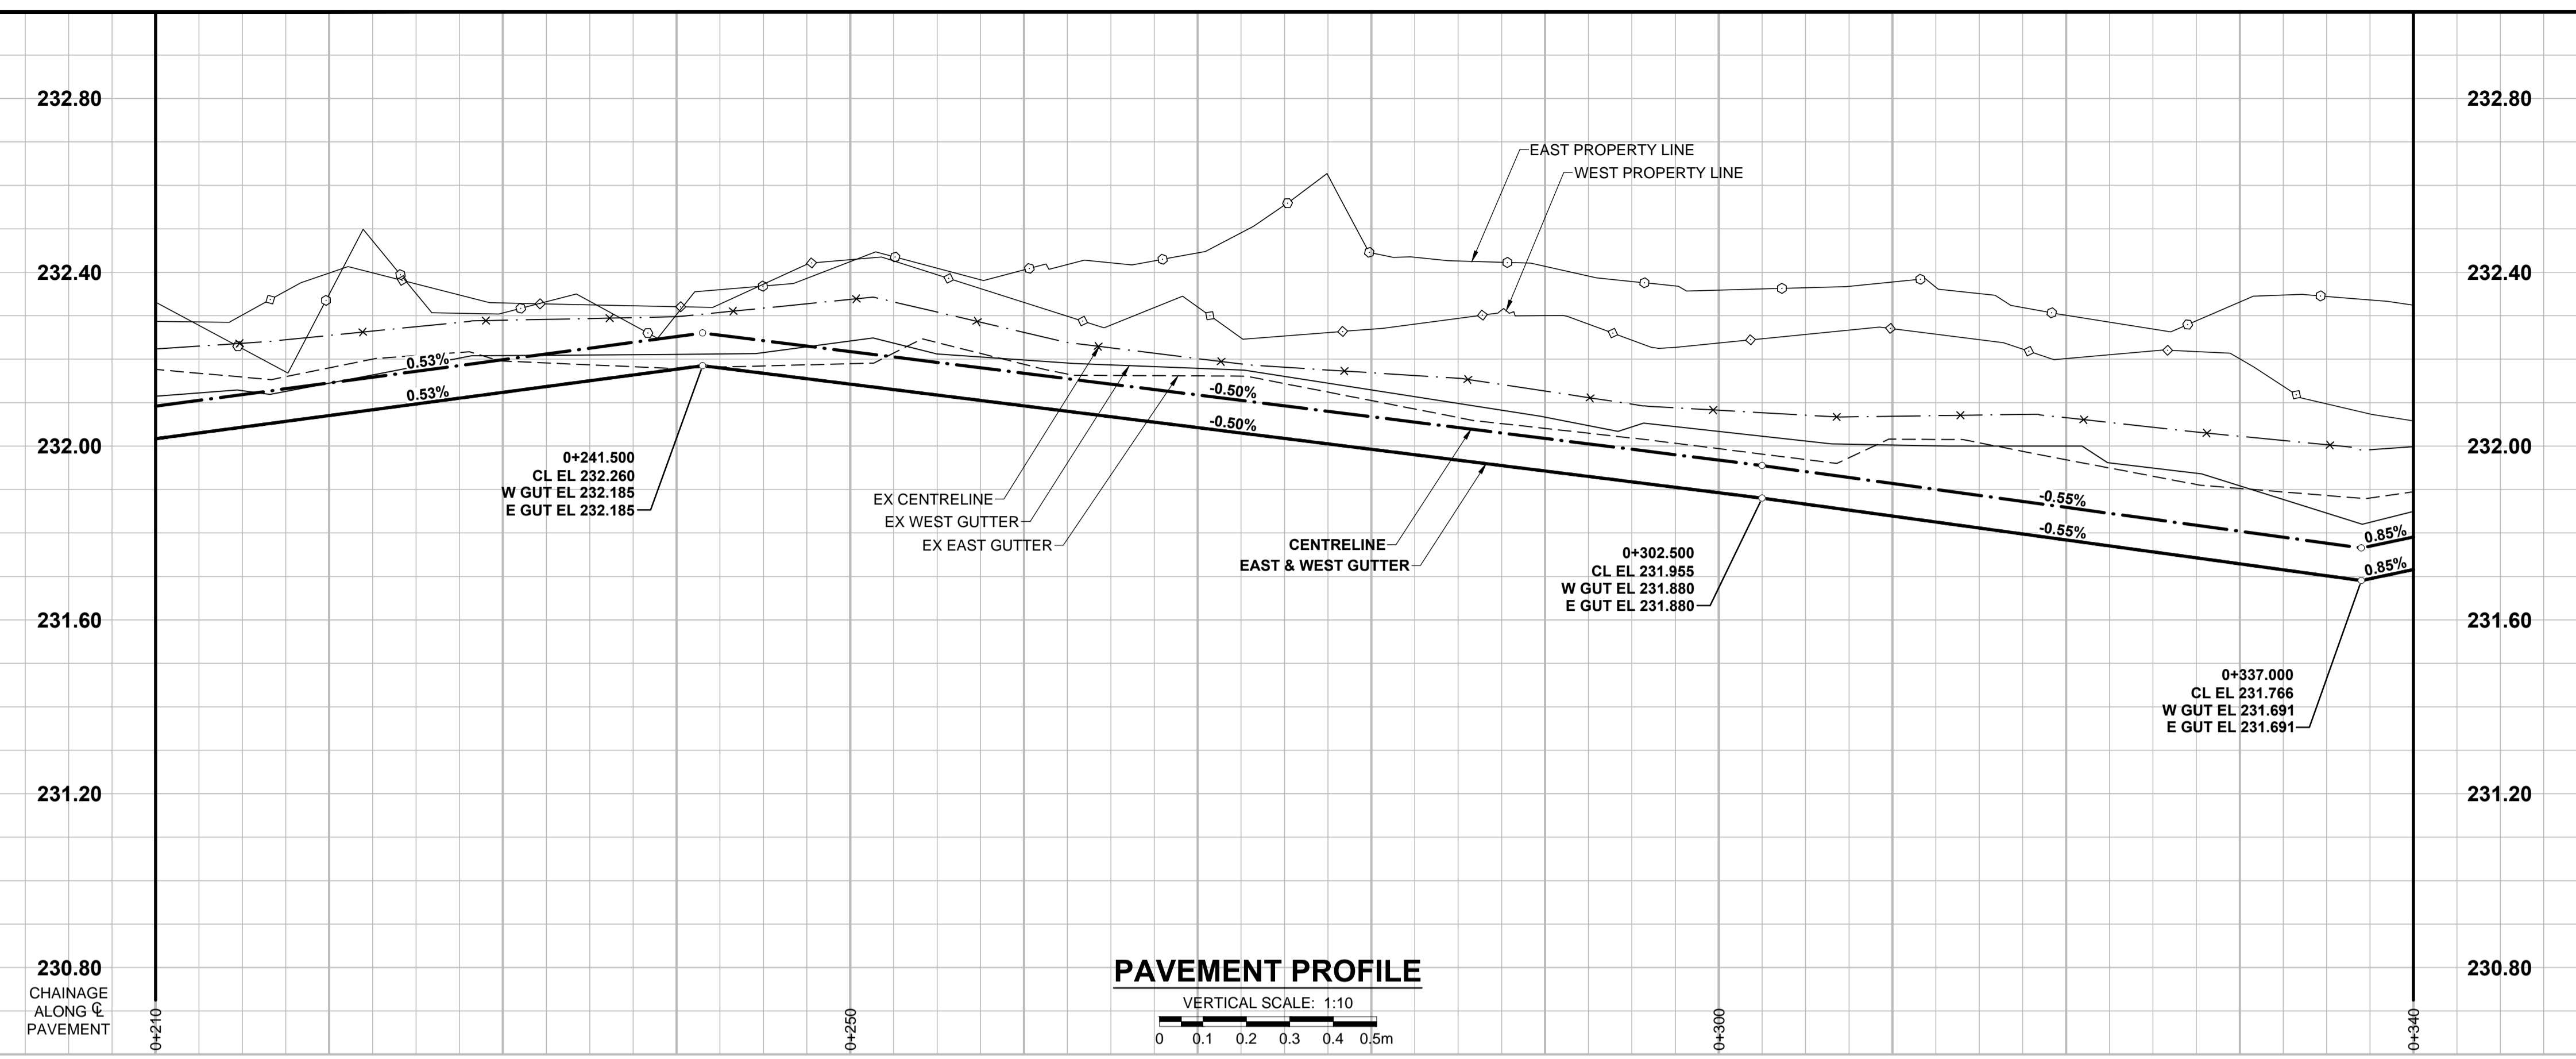 232.80
232.80
EAST PROPERTY LINE
WEST PROPERTY LINE
232.40
232.40
0.53%
0.53%
-0.50%
-0.50%
232.00
232.00
0+241.500
CL EL 232.260
W GUT EL 232.185
E GUT EL 232.185
EX CENTRELINE
EX WEST GUTTER
EX EAST GUTTER
CENTRELINE
EAST & WEST GUTTER
-0.55%
-0.55%
0.85%
0.85%
0+302.500
CL EL 231.955
W GUT EL 231.880
E GUT EL 231.880
231.60
231.60
0+337.000
CL EL 231.766
W GUT EL 231.691
E GUT EL 231.691
231.20
231.20
230.80
230.80
PAVEMENT PROFILE
VERTICAL SCALE: 1:10
0 0.1 0.2 0.3 0.4 0.5m
CHAINAGE
ALONG ℄
PAVEMENT
0+210
0+250
0+300
0+340